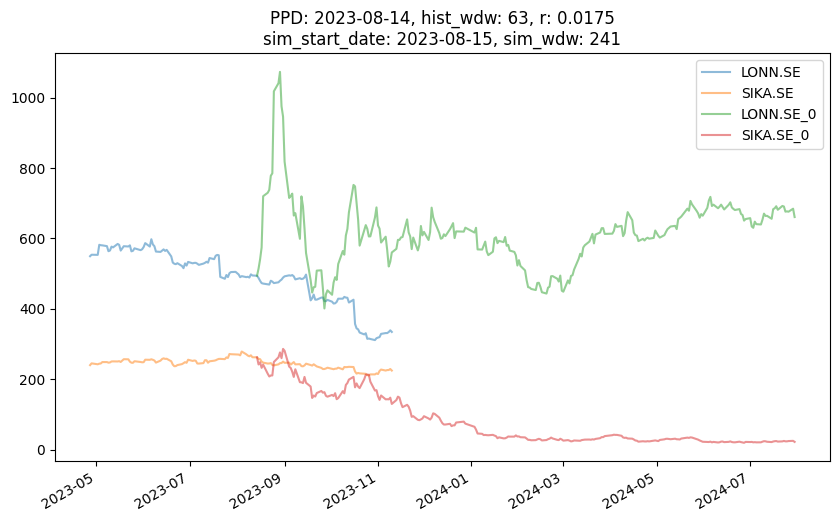 PPD: 2023-08-14, hist_wdw: 63, r: 0.0175
sim_start_date: 2023-08-15, sim_wdw: 241
LONN.SE
SIKA.SE
LONN.SE_0
SIKA.SE_0
1000
800
600
400
200
0
2023-05
2023-07
2023-09
2023-11
2024-01
2024-03
2024-05
2024-07